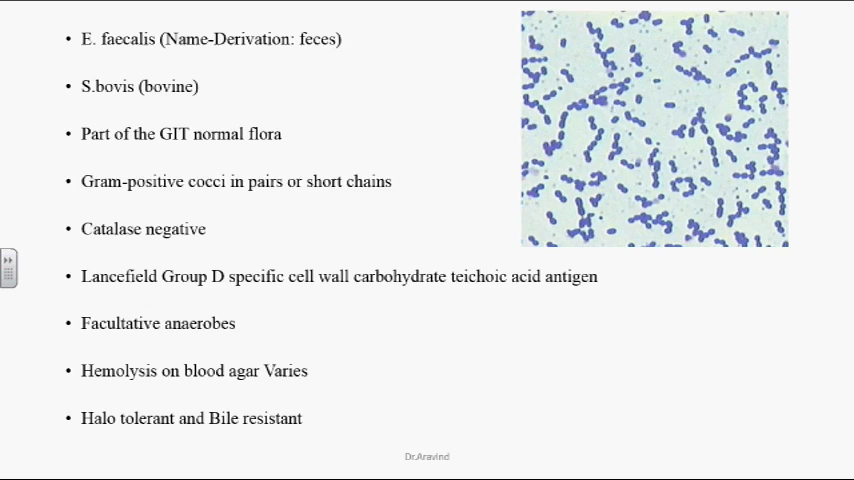 • E. faecalis (Name-Derivation: feces)
• S.bovis (bovine)
• Part of the GIT normal flora
• Gram-positive cocci in pairs or short chains
• Catalase negative
• Lancefield Group D specific cell wall carbohydrate teichoic acid antigen
• Facultative anaerobes
• Hemolysis on blood agar Varies
• Halo tolerant and Bile resistant
Dr.Aravind